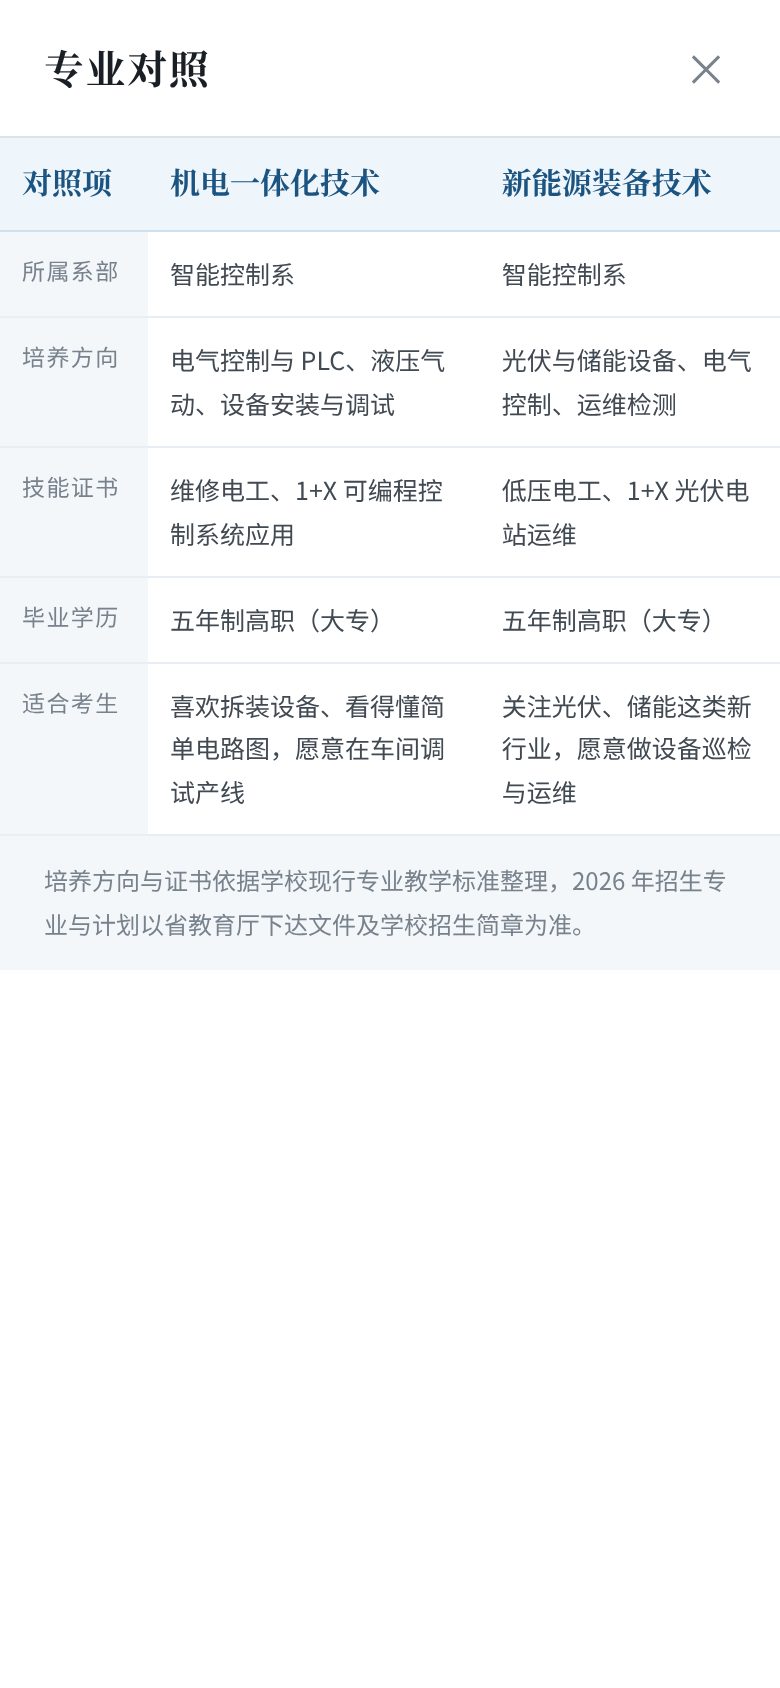 专业对照
对照项 机电一体化技术 新能源装备技术
所属系部 智能控制系 智能控制系
培养方向 电气控制与 PLC、液压气 光伏与储能设备、电气
动、设备安装与调试 控制、运维检测
技能证书 维修电工、1+X 可编程控 低压电工、1+X 光伏电
制系统应用 站运维
毕业学历 五年制高职（大专） 五年制高职（大专）
适合考生 喜欢拆装设备、看得懂简 关注光伏、储能这类新
单电路图，愿意在车间调 行业，愿意做设备巡检
试产线 与运维
培养方向与证书依据学校现行专业教学标准整理，2026 年招生专
业与计划以省教育厅下达文件及学校招生简章为准。